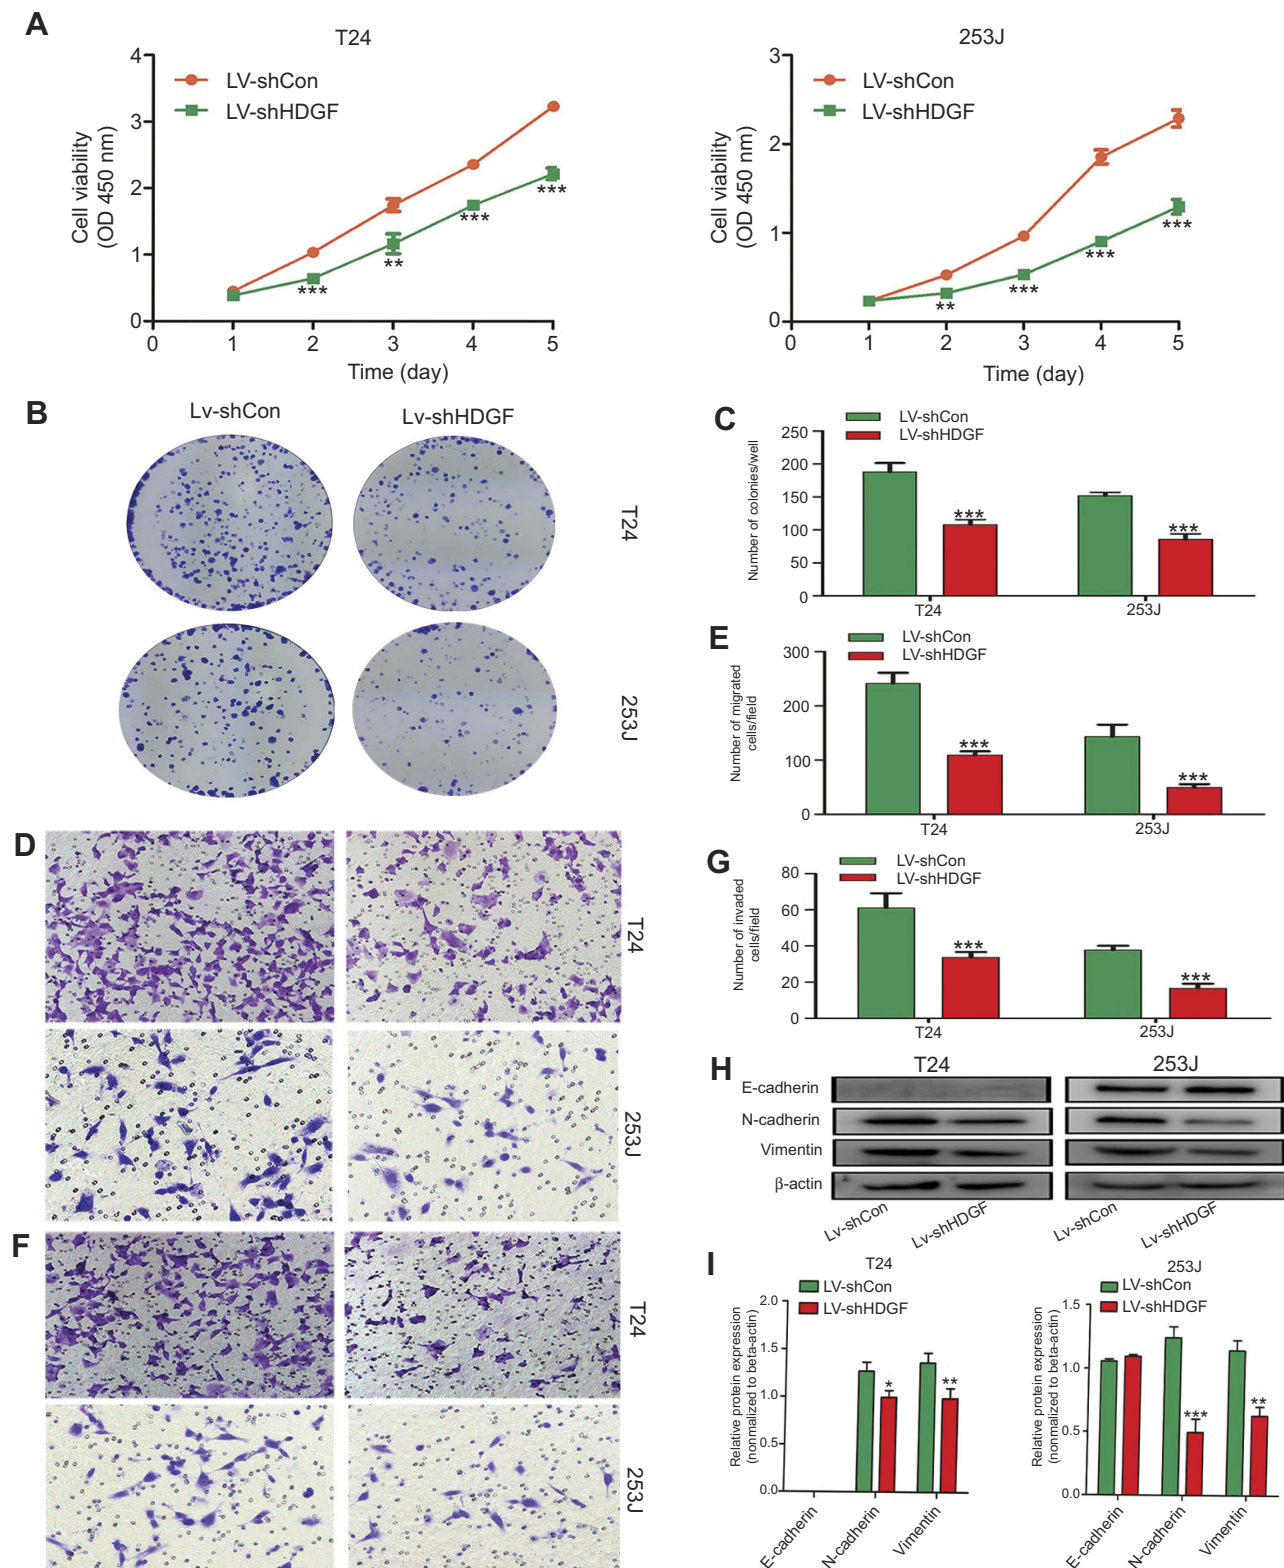 A
T24
253J
4
3
2
1
0
LV-shCon
LV-shHDGF
Cell viability
(OD 450 nm)
***
**
***
***
0 1 2 3 4 5
Time (day)
3
2
1
0
LV-shCon
LV-shHDGF
Cell viability
(OD 450 nm)
**
***
***
***
0 1 2 3 4 5
Time (day)
B
Lv-shCon
Lv-shHDGF
T24
253J
C
LV-shCon
LV-shHDGF
Number of colonies/well
250
200
150
100
50
0
***
***
T24
253J
D
T24
253J
E
LV-shCon
LV-shHDGF
Number of migrated
cells/field
300
200
100
0
***
***
T24
253J
F
T24
253J
G
LV-shCon
LV-shHDGF
Number of invaded
cells/field
80
60
40
20
0
***
***
T24
253J
H
T24
253J
E-cadherin
N-cadherin
Vimentin
β-actin
Lv-shCon
Lv-shHDGF
Lv-shCon
Lv-shHDGF
I
T24
LV-shCon
LV-shHDGF
Relative protein expression
(nonmalized to beta-actin)
2.0
1.5
1.0
0.5
0.0
*
**
E-cadherin
N-cadherin
Vimentin
253J
LV-shCon
LV-shHDGF
Relative protein expression
(nonmalized to beta-actin)
1.5
1.0
0.5
0.0
***
**
E-cadherin
N-cadherin
Vimentin